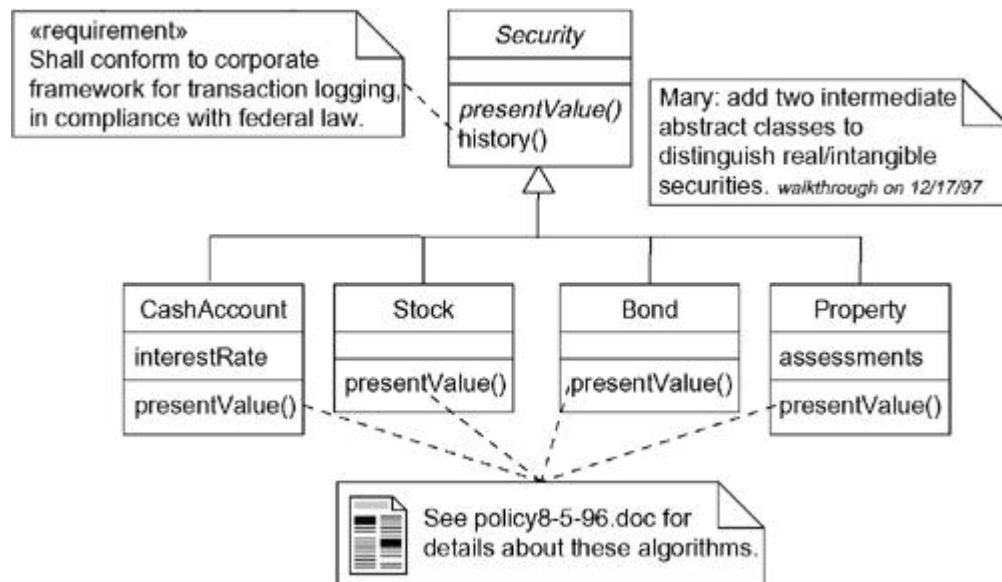 «requirement»
Shall conform to corporate
framework for transaction logging,
in compliance with federal law.
Security
presentValue()
history()
Mary: add two intermediate
abstract classes to
distinguish real/intangible
securities. walkthrough on 12/17/97
CashAccount
interestRate
presentValue()
Stock
presentValue()
Bond
presentValue()
Property
assessments
presentValue()
See policy8-5-96.doc for
details about these algorithms.